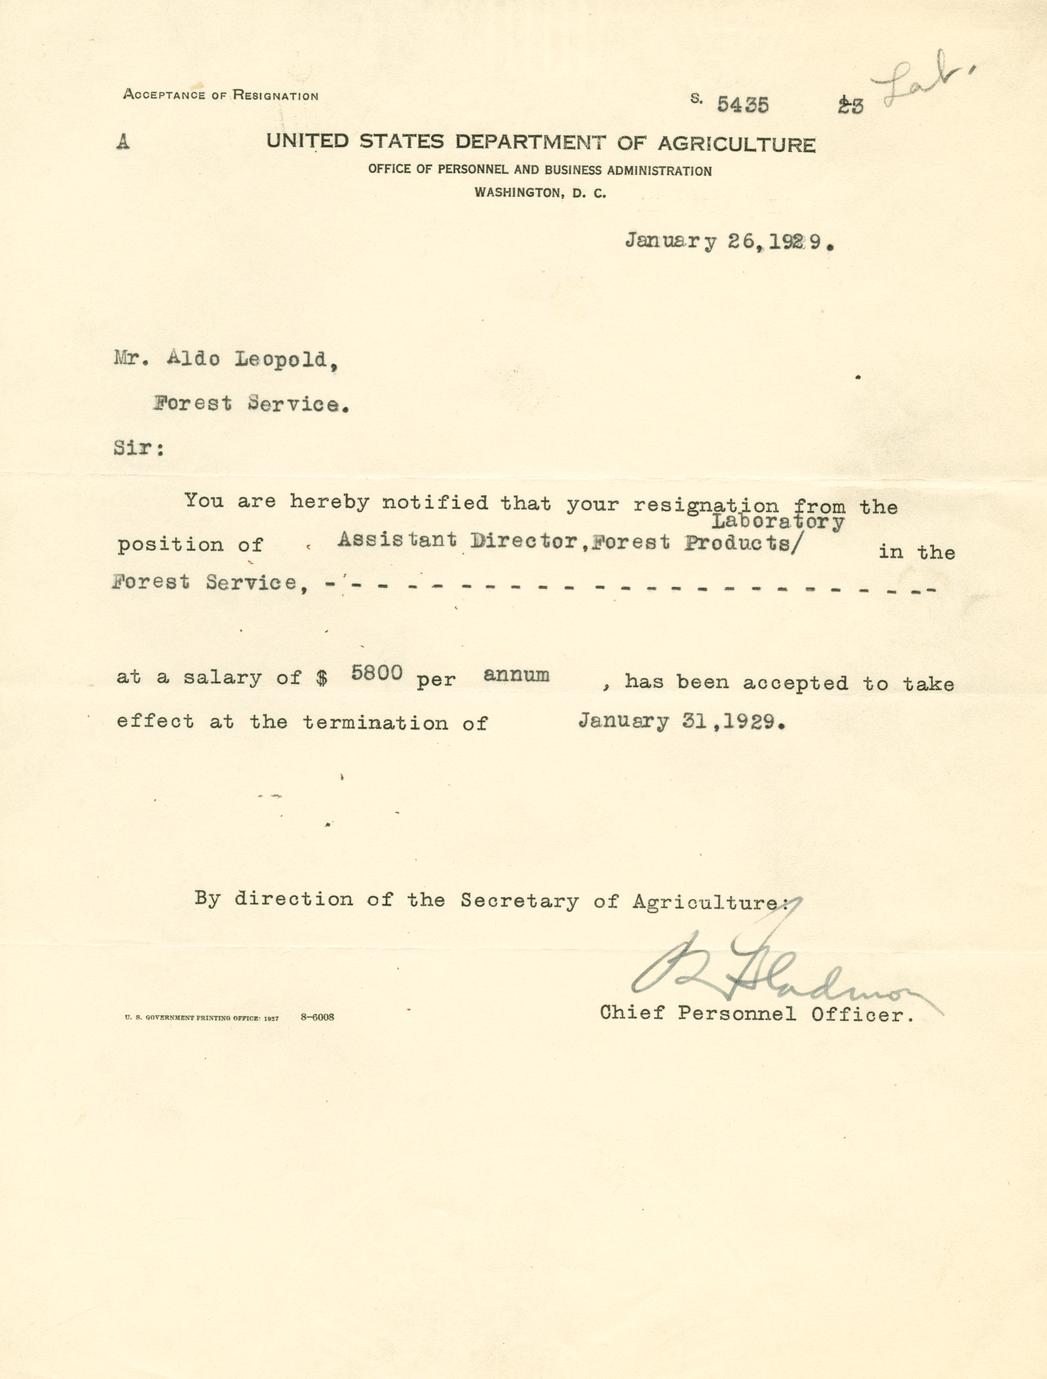 Lab.
ACCEPTANCE OF RESIGNATION
S. 5435 23
A UNITED STATES DEPARTMENT OF AGRICULTURE
OFFICE OF PERSONNEL AND BUSINESS ADMINISTRATION
WASHINGTON, D. C.
January 26,1929.
Mr. Aldo Leopold,
Forest Service.
Sir:
You are hereby notified that your resignation from the
Laboratory
position of Assistant Director,Forest Products/ in the
Forest Service, - - - - - - - - - - - - - - - - - - - - - - - -
at a salary of $ 5800 per annum , has been accepted to take
effect at the termination of January 31,1929.
By direction of the Secretary of Agriculture:
Chief Personnel Officer.
U. S. GOVERNMENT PRINTING OFFICE: 1927 8-6008